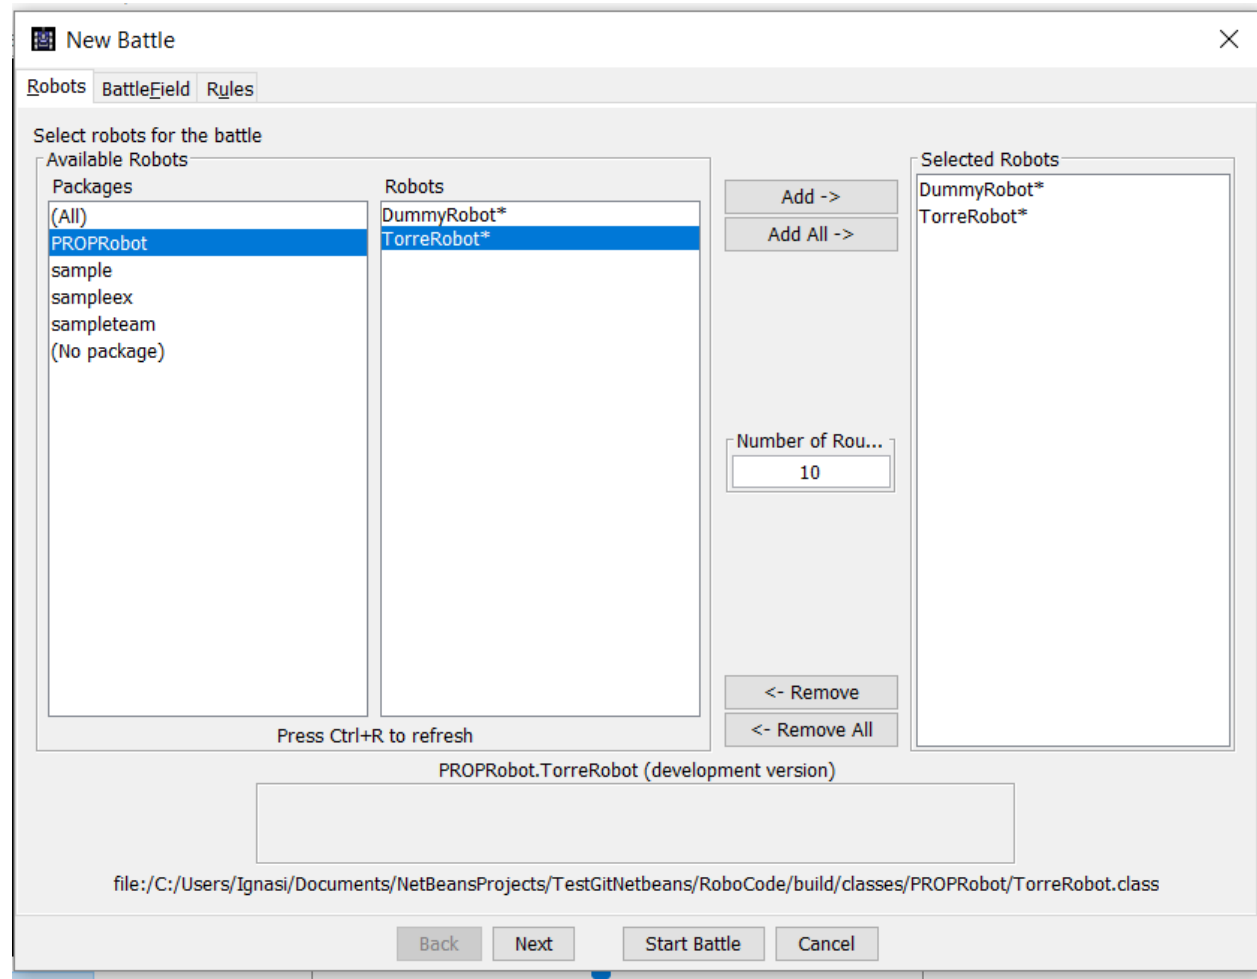 New Battle
Robots BattleField Rules
Select robots for the battle
Available Robots
Packages
(All)
PROPRobot
sample
sampleex
sampleteam
(No package)
Robots
DummyRobot*
TorreRobot*
Press Ctrl+R to refresh
Add ->
Add All ->
Number of Rou...
10
<- Remove
<- Remove All
Selected Robots
DummyRobot*
TorreRobot*
PROPRobot.TorreRobot (development version)
file:/C:/Users/Ignasi/Documents/NetBeansProjects/TestGitNetbeans/RoboCode/build/classes/PROPRobot/TorreRobot.class
Back Next Start Battle Cancel